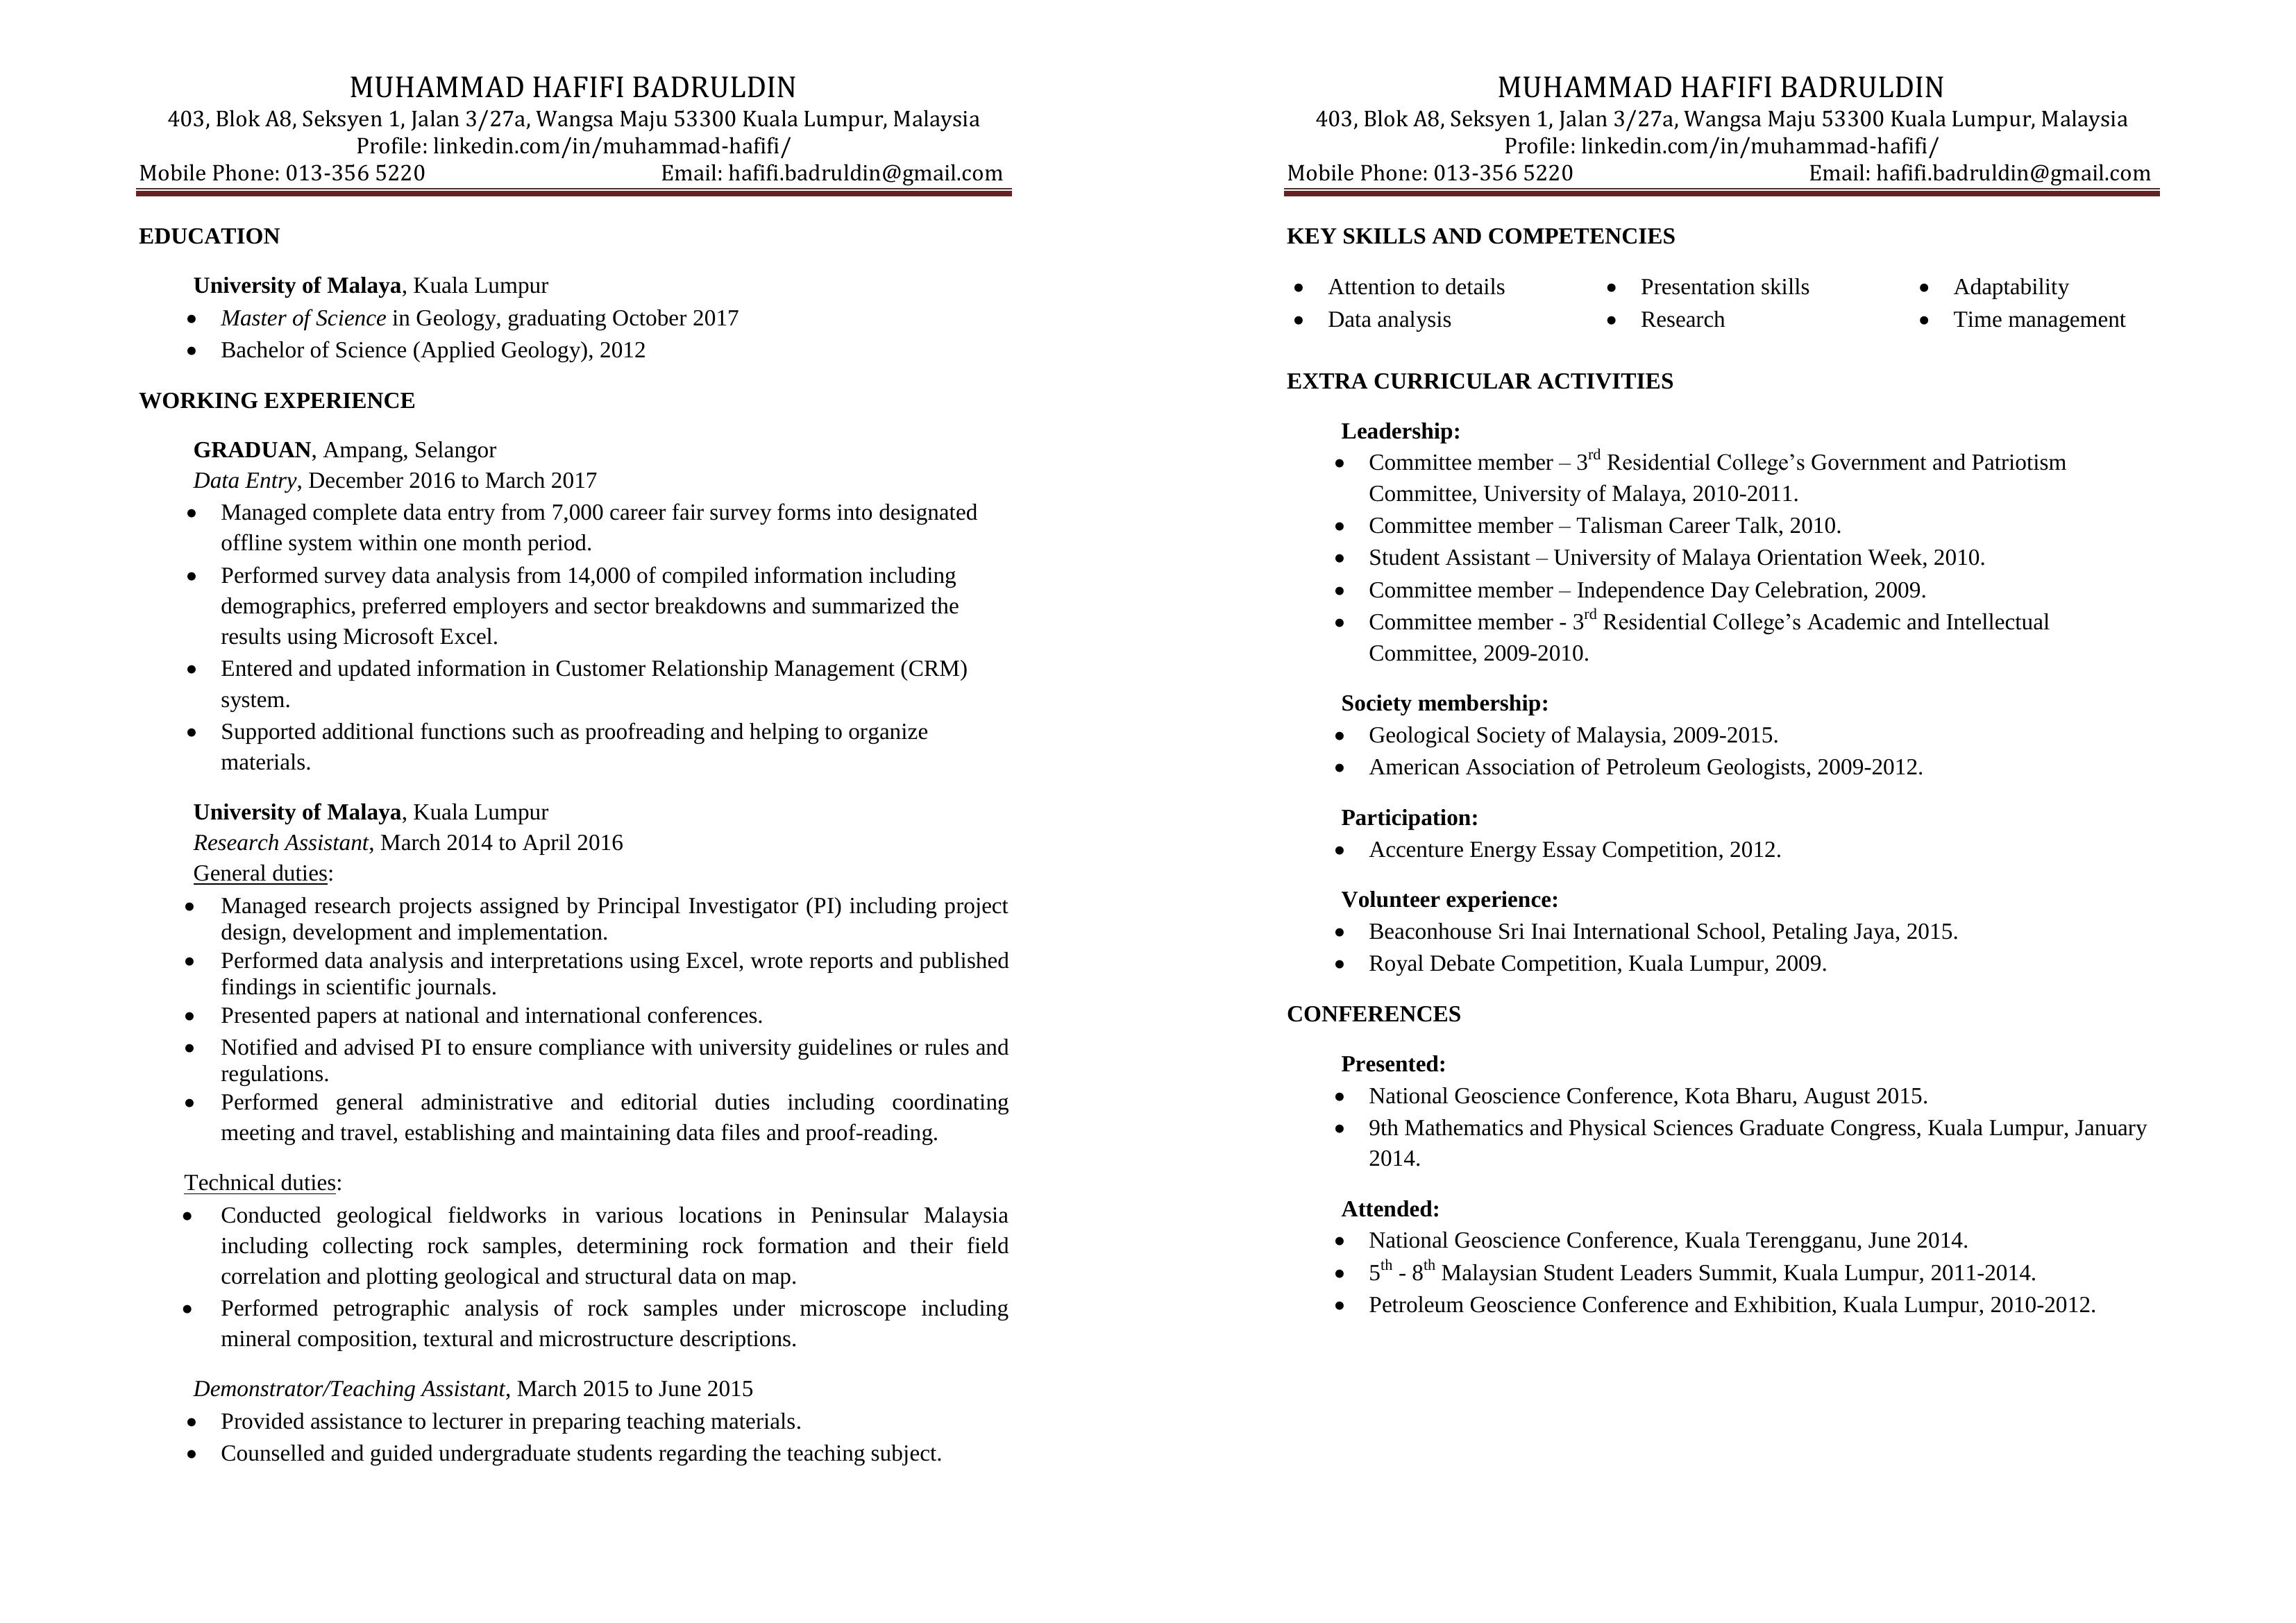 MUHAMMAD HAFIFI BADRULDIN
403, Blok A8, Seksyen 1, Jalan 3/27a, Wangsa Maju 53300 Kuala Lumpur, Malaysia
Profile: linkedin.com/in/muhammad-hafifi/
Mobile Phone: 013-356 5220 Email: hafifi.badruldin@gmail.com
EDUCATION
University of Malaya, Kuala Lumpur
• Master of Science in Geology, graduating October 2017
• Bachelor of Science (Applied Geology), 2012
WORKING EXPERIENCE
GRADUAN, Ampang, Selangor
Data Entry, December 2016 to March 2017
• Managed complete data entry from 7,000 career fair survey forms into designated
offline system within one month period.
• Performed survey data analysis from 14,000 of compiled information including
demographics, preferred employers and sector breakdowns and summarized the
results using Microsoft Excel.
• Entered and updated information in Customer Relationship Management (CRM)
system.
• Supported additional functions such as proofreading and helping to organize
materials.
University of Malaya, Kuala Lumpur
Research Assistant, March 2014 to April 2016
General duties:
• Managed research projects assigned by Principal Investigator (PI) including project
design, development and implementation.
• Performed data analysis and interpretations using Excel, wrote reports and published
findings in scientific journals.
• Presented papers at national and international conferences.
• Notified and advised PI to ensure compliance with university guidelines or rules and
regulations.
• Performed general administrative and editorial duties including coordinating
meeting and travel, establishing and maintaining data files and proof-reading.
Technical duties:
• Conducted geological fieldworks in various locations in Peninsular Malaysia
including collecting rock samples, determining rock formation and their field
correlation and plotting geological and structural data on map.
• Performed petrographic analysis of rock samples under microscope including
mineral composition, textural and microstructure descriptions.
Demonstrator/Teaching Assistant, March 2015 to June 2015
• Provided assistance to lecturer in preparing teaching materials.
• Counselled and guided undergraduate students regarding the teaching subject.
MUHAMMAD HAFIFI BADRULDIN
403, Blok A8, Seksyen 1, Jalan 3/27a, Wangsa Maju 53300 Kuala Lumpur, Malaysia
Profile: linkedin.com/in/muhammad-hafifi/
Mobile Phone: 013-356 5220 Email: hafifi.badruldin@gmail.com
KEY SKILLS AND COMPETENCIES
• Attention to details • Presentation skills • Adaptability
• Data analysis • Research • Time management
EXTRA CURRICULAR ACTIVITIES
Leadership:
• Committee member – 3rd Residential College’s Government and Patriotism
Committee, University of Malaya, 2010-2011.
• Committee member – Talisman Career Talk, 2010.
• Student Assistant – University of Malaya Orientation Week, 2010.
• Committee member – Independence Day Celebration, 2009.
• Committee member - 3rd Residential College’s Academic and Intellectual
Committee, 2009-2010.
Society membership:
• Geological Society of Malaysia, 2009-2015.
• American Association of Petroleum Geologists, 2009-2012.
Participation:
• Accenture Energy Essay Competition, 2012.
Volunteer experience:
• Beaconhouse Sri Inai International School, Petaling Jaya, 2015.
• Royal Debate Competition, Kuala Lumpur, 2009.
CONFERENCES
Presented:
• National Geoscience Conference, Kota Bharu, August 2015.
• 9th Mathematics and Physical Sciences Graduate Congress, Kuala Lumpur, January
2014.
Attended:
• National Geoscience Conference, Kuala Terengganu, June 2014.
• 5th - 8th Malaysian Student Leaders Summit, Kuala Lumpur, 2011-2014.
• Petroleum Geoscience Conference and Exhibition, Kuala Lumpur, 2010-2012.